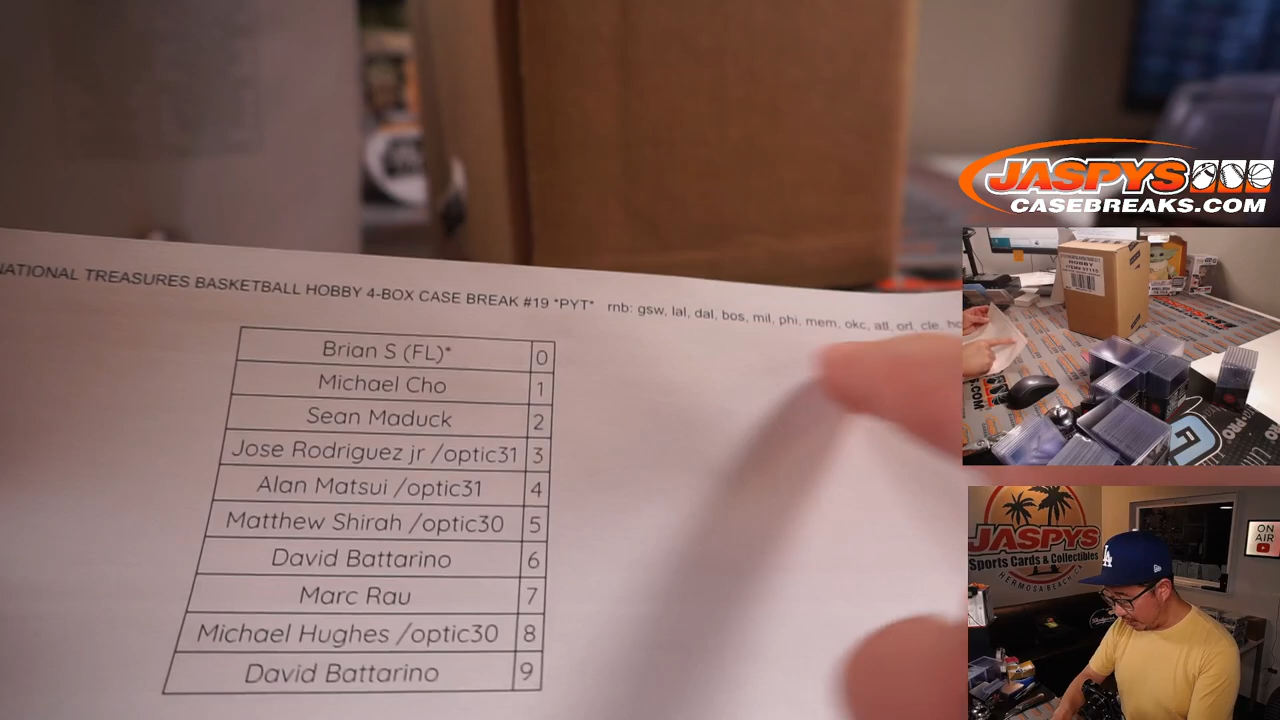 NATIONAL TREASURES BASKETBALL HOBBY 4-BOX CASE BREAK #19 *PYT* rnb: gsw, lal, dal, bos, mil, phi, mem, okc, atl, orl, cle,
Brian S (FL)* 0
Michael Cho 1
Sean Maduck 2
Jose Rodriguez jr /optic31 3
Alan Matsui /optic31 4
Matthew Shirah /optic30 5
David Battarino 6
Marc Rau 7
Michael Hughes /optic30 8
David Battarino 9
JASPYS
CASEBREAKS.COM
HOBBY
JASPYS
Sports Cards & Collectibles
HERMOSA BEACH, CA
ON
AIR
LA